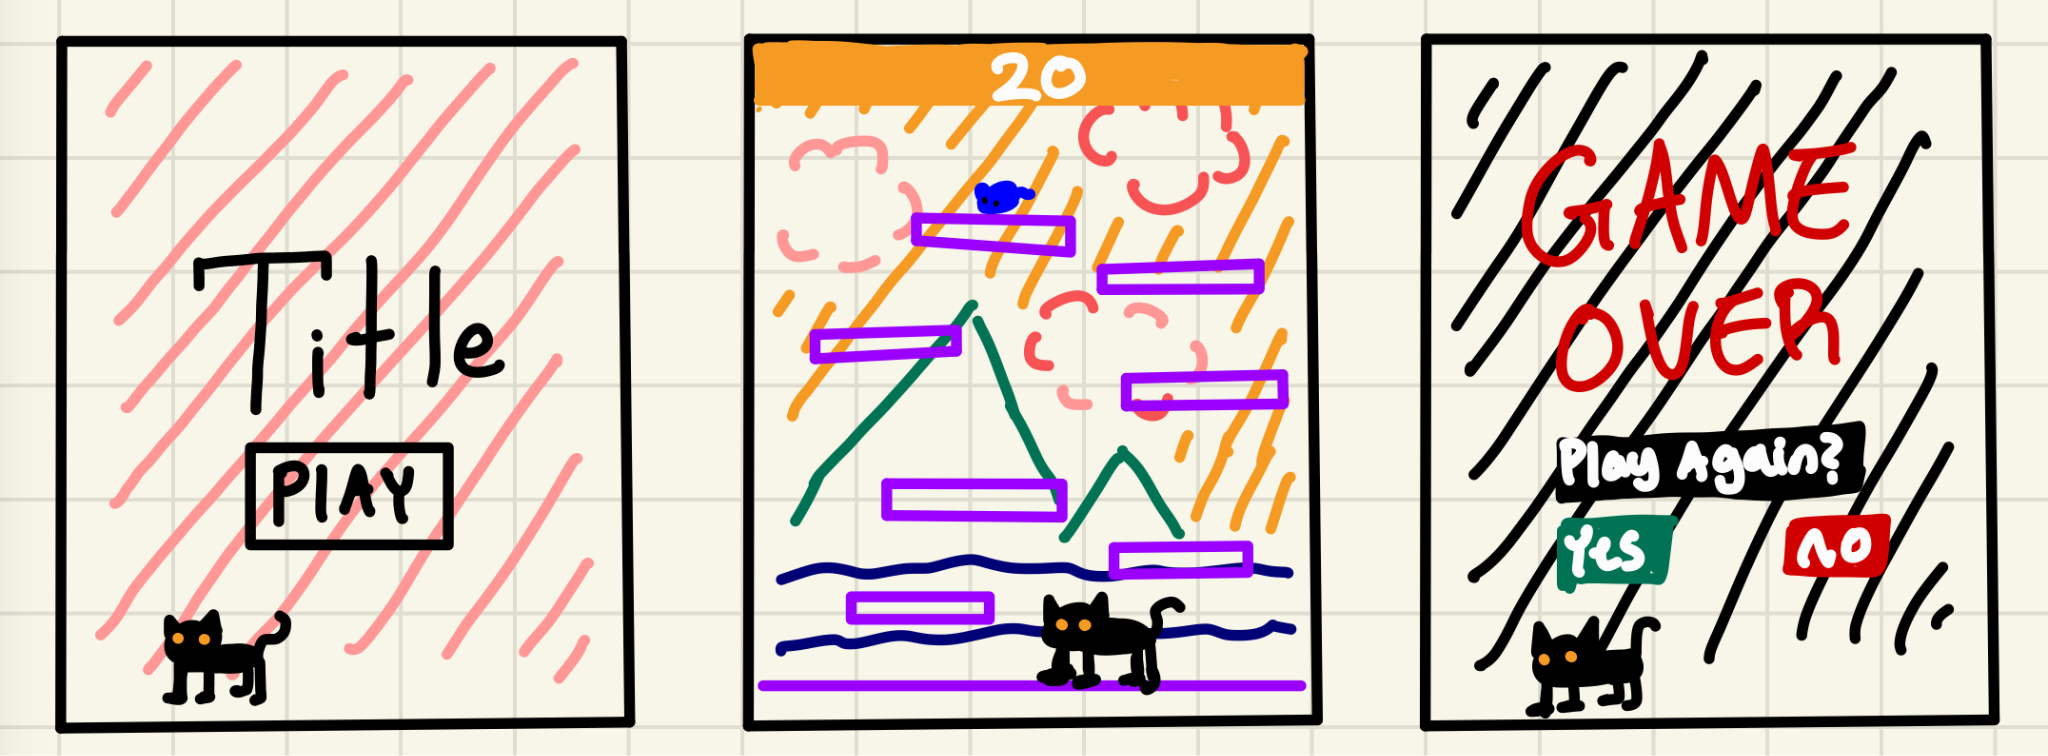 Title
PLAY
20
GAME
OVER
Play Again?
Yes
NO